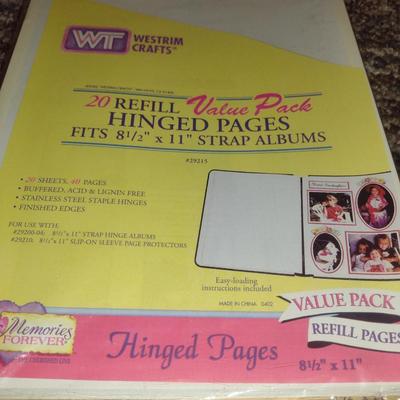 WT WESTRIM
CRAFTS®
20 REFILL Value Pack
HINGED PAGES
FITS 8½" x 11" STRAP ALBUMS
#29215
• 20 SHEETS, 40 PAGES
• BUFFERED, ACID & LIGNIN FREE
• STAINLESS STEEL STAPLE HINGES
• FINISHED EDGES
FOR USE WITH:
#29200-04: 8½"x 11" STRAP HINGE ALBUMS
#29210: 8½"x 11" SLIP-ON SLEEVE PAGE PROTECTORS
Easy-loading
instructions included
MADE IN CHINA 0402
VALUE PACK
REFILL PAGES
Memories
FOREVER
Hinged Pages
8½" x 11"